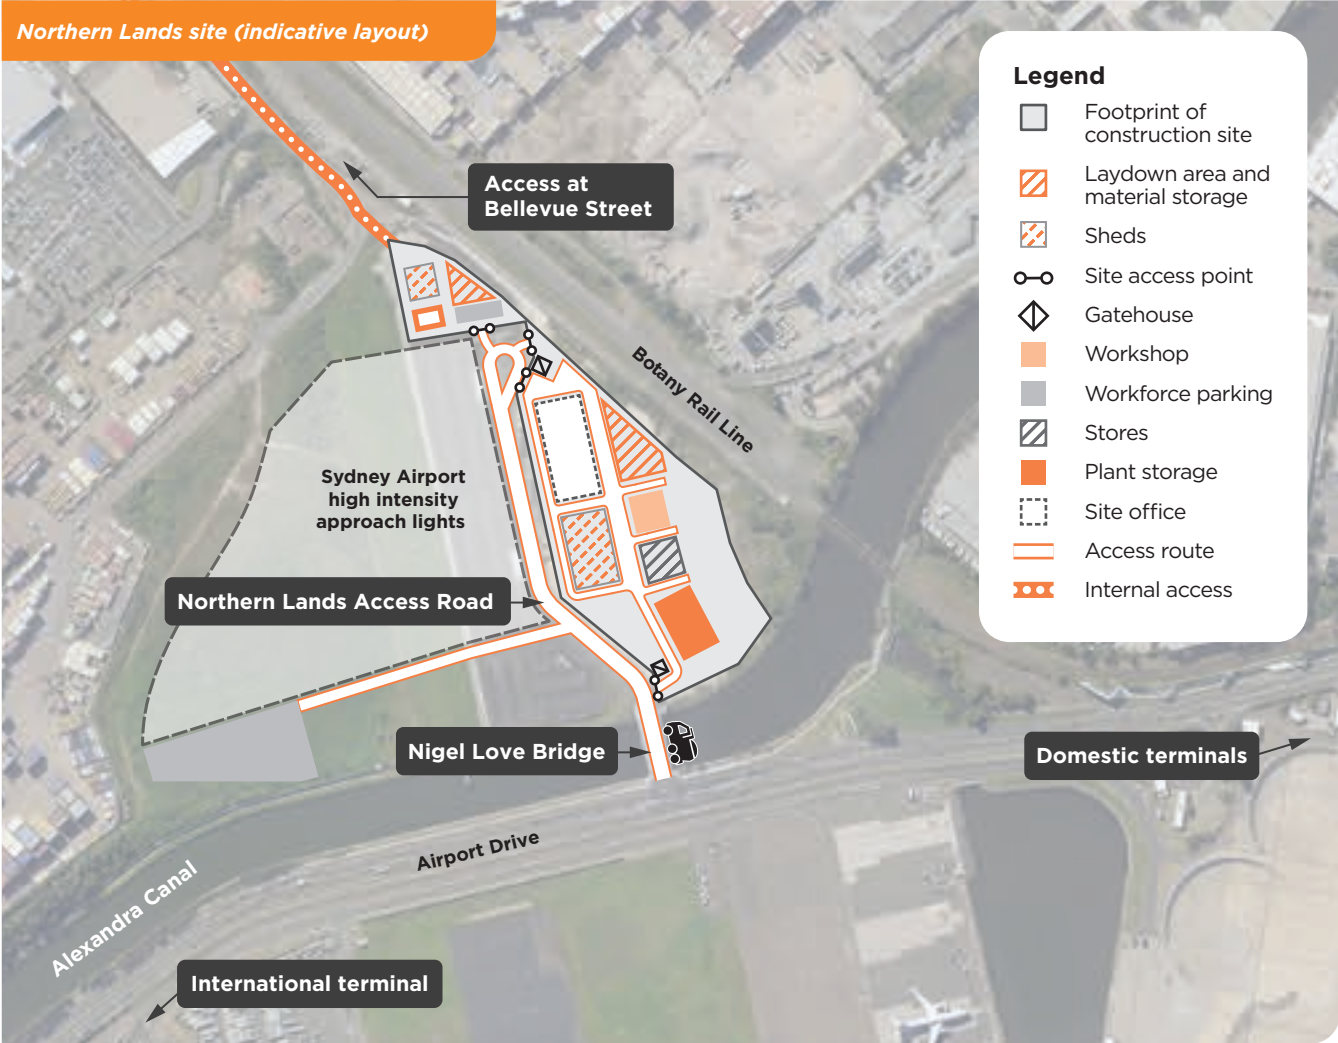 Northern Lands site (indicative layout)
Legend
Footprint of
construction site
Laydown area and
material storage
Sheds
Site access point
Gatehouse
Workshop
Workforce parking
Stores
Plant storage
Site office
Access route
Internal access
Access at
Bellevue Street
Botany Rail Line
Sydney Airport
high intensity
approach lights
Northern Lands Access Road
Nigel Love Bridge
Domestic terminals
Airport Drive
Alexandra Canal
International terminal